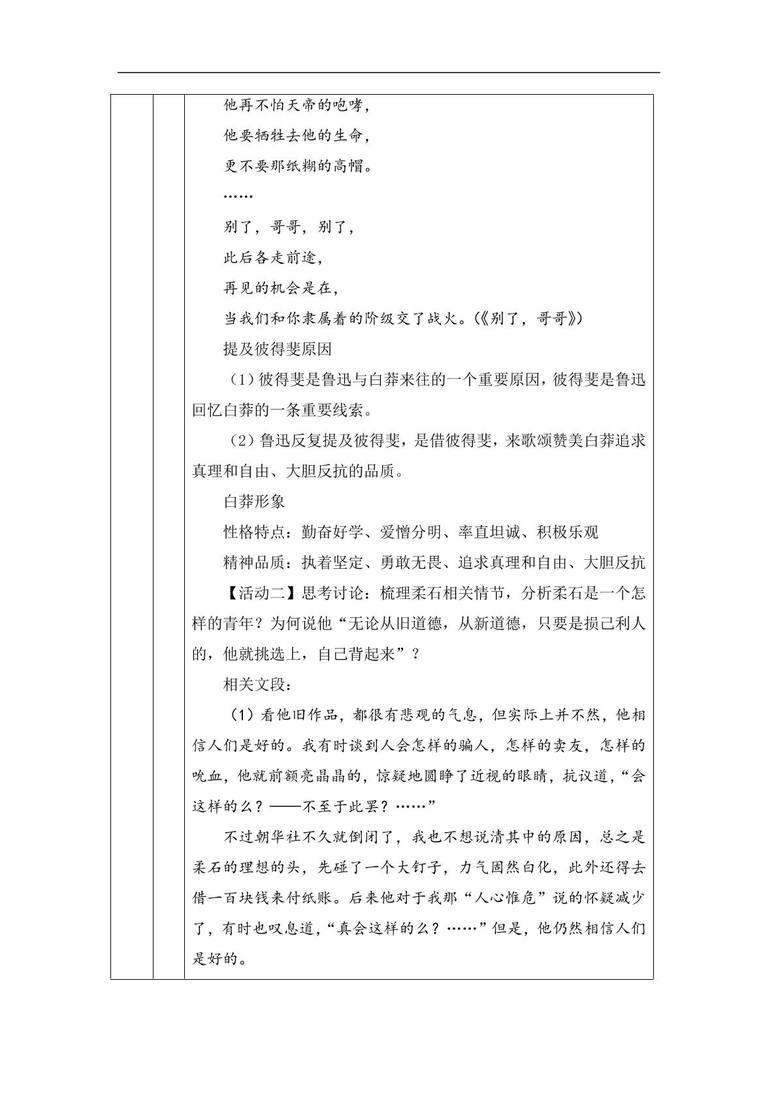 他再不怕天帝的咆哮，
他要牺牲去他的生命，
更不要那纸糊的高帽。
……
别了，哥哥，别了，
此后各走前途，
再见的机会是在，
当我们和你隶属着的阶级交了战火。（《别了，哥哥》）
提及彼得斐原因
（1）彼得斐是鲁迅与白莽来往的一个重要原因，彼得斐是鲁迅
回忆白莽的一条重要线索。
（2）鲁迅反复提及彼得斐，是借彼得斐，来歌颂赞美白莽追求
真理和自由、大胆反抗的品质。
白莽形象
性格特点：勤奋好学、爱憎分明、率直坦诚、积极乐观
精神品质：执着坚定、勇敢无畏、追求真理和自由、大胆反抗
【活动二】思考讨论：梳理柔石相关情节，分析柔石是一个怎
样的青年？为何说他“无论从旧道德，从新道德，只要是损己利人
的，他就挑选上，自己背起来”？
相关文段：
（1）看他旧作品，都很有悲观的气息，但实际上并不然，他相
信人们是好的。我有时谈到人会怎样的骗人，怎样的卖友，怎样的
吮血，他就前额亮晶晶的，惊疑地圆睁了近视的眼睛，抗议道，“会
这样的么？——不至于此罢？……”
不过朝华社不久就倒闭了，我也不想说清其中的原因，总之是
柔石的理想的头，先碰了一个大钉子，力气固然白化，此外还得去
借一百块钱来付纸账。后来他对于我那“人心惟危”说的怀疑减少
了，有时也叹息道，“真会这样的么？……”但是，他仍然相信人们
是好的。